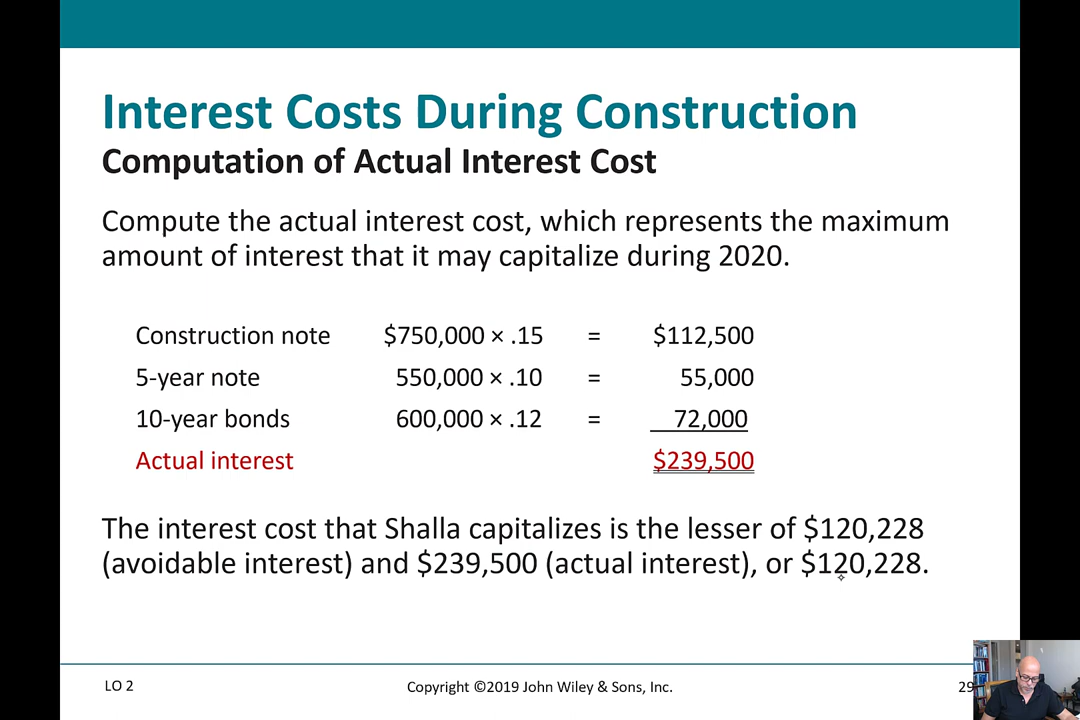 Interest Costs During Construction
Computation of Actual Interest Cost
Compute the actual interest cost, which represents the maximum
amount of interest that it may capitalize during 2020.
Construction note $750,000 × .15 = $112,500
5-year note 550,000 × .10 = 55,000
10-year bonds 600,000 × .12 = 72,000
Actual interest $239,500
The interest cost that Shalla capitalizes is the lesser of $120,228
(avoidable interest) and $239,500 (actual interest), or $120,228.
LO 2 Copyright ©2019 John Wiley & Sons, Inc. 29